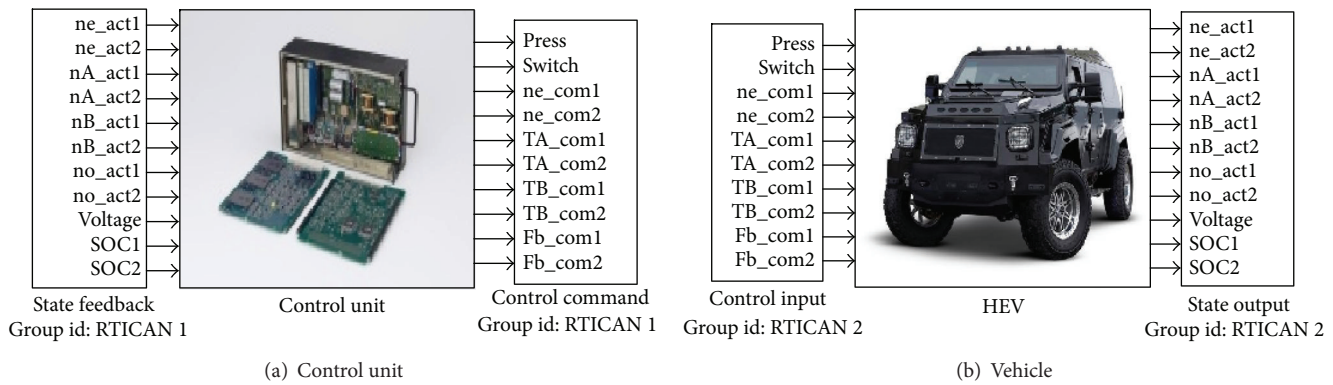 ne_act1
ne_act2
nA_act1
nA_act2
nB_act1
nB_act2
no_act1
no_act2
Voltage
SOC1
SOC2
State feedback
Group id: RTICAN 1
Control unit
Press
Switch
ne_com1
ne_com2
TA_com1
TA_com2
TB_com1
TB_com2
Fb_com1
Fb_com2
Control command
Group id: RTICAN 1
(a) Control unit
Press
Switch
ne_com1
ne_com2
TA_com1
TA_com2
TB_com1
TB_com2
Fb_com1
Fb_com2
Control input
Group id: RTICAN 2
HEV
ne_act1
ne_act2
nA_act1
nA_act2
nB_act1
nB_act2
no_act1
no_act2
Voltage
SOC1
SOC2
State output
Group id: RTICAN 2
(b) Vehicle